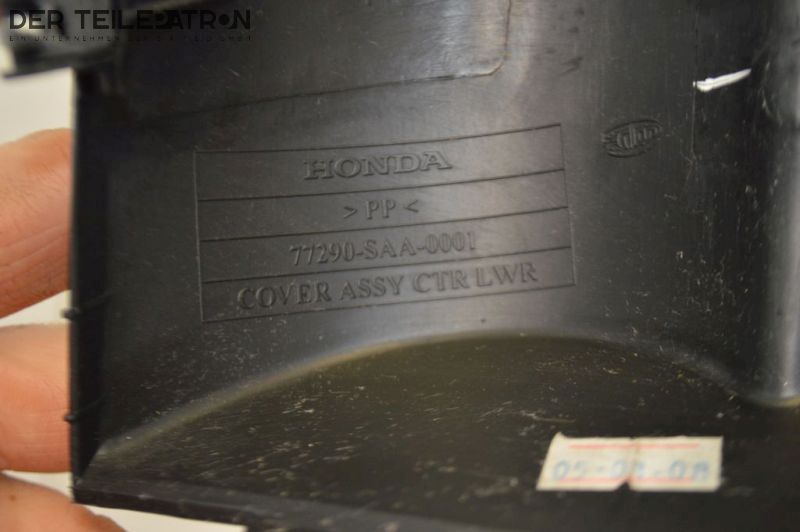 DER TEILEPATRON
HONDA
>PP<
77290-SAA-0001
COVER ASSY CTR LWR